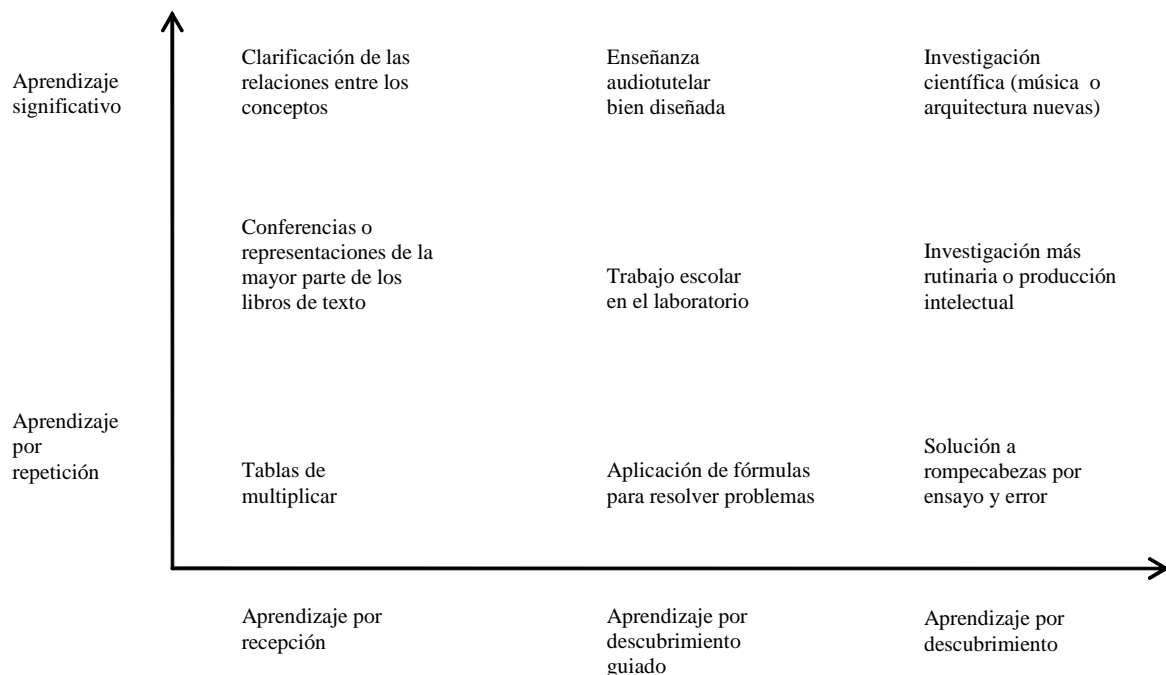 Aprendizaje
significativo
Clarificación de las
relaciones entre los
conceptos
Enseñanza
audiotutelar
bien diseñada
Investigación
científica (música o
arquitectura nuevas)
Conferencias o
representaciones de la
mayor parte de los
libros de texto
Trabajo escolar
en el laboratorio
Investigación más
rutinaria o producción
intelectual
Aprendizaje
por
repetición
Tablas de
multiplicar
Aplicación de fórmulas
para resolver problemas
Solución a
rompecabezas por
ensayo y error
Aprendizaje por
recepción
Aprendizaje por
descubrimiento
guiado
Aprendizaje por
descubrimiento